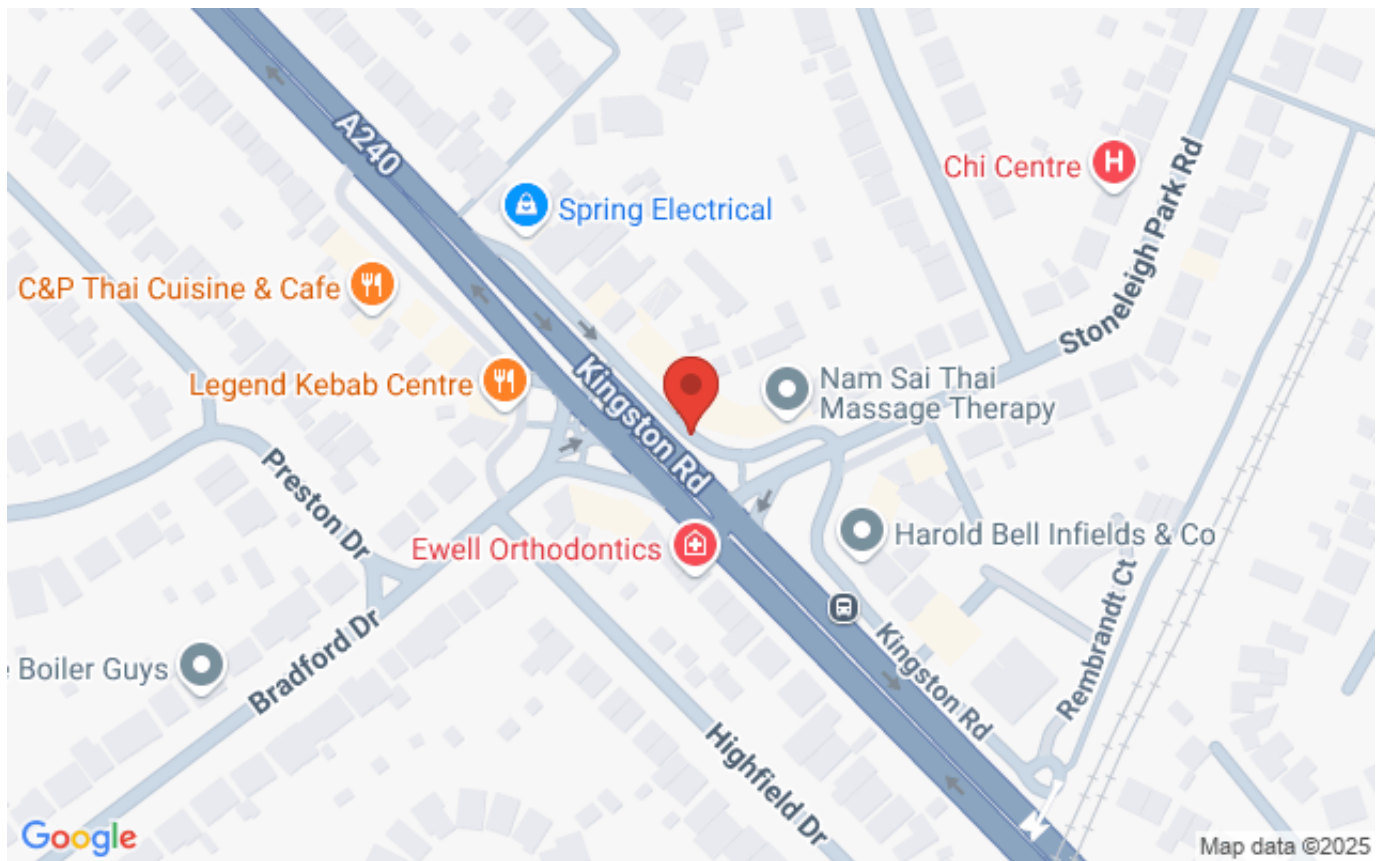 A240
Chi Centre
H
Stoneleigh Park Rd
Spring Electrical
C&P Thai Cuisine & Cafe
Legend Kebab Centre
Kingston Rd
Nam Sai Thai
Massage Therapy
Preston Dr
Ewell Orthodontics
Harold Bell Infields & Co
Bradford Dr
Boiler Guys
Kingston Rd
Rembrandt Ct
Highfield Dr
Google
Map data ©2025